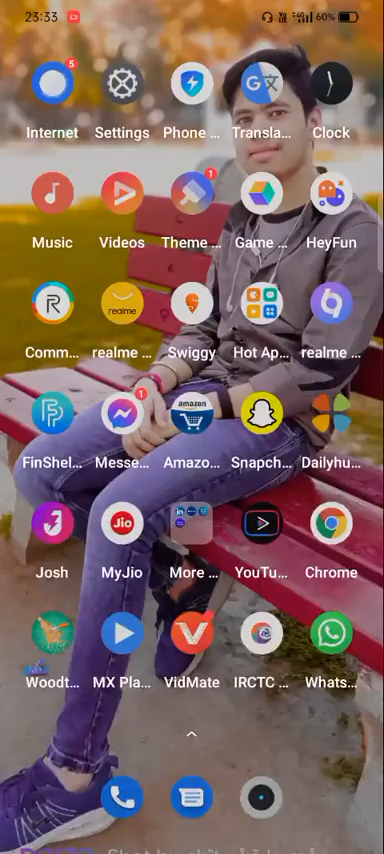 23:33
60%
5
Internet Settings Phone ... Transla... Clock
1
Music Videos Theme ... Game ... HeyFun
realme
Comm... realme ... Swiggy Hot Ap... realme ...
1
amazon
FinShel... Messe... Amazo... Snapch... Dailyhu...
Jio
in
Josh MyJio More ... YouTu... Chrome
Woodt... MX Pla... VidMate IRCTC ... Whats...